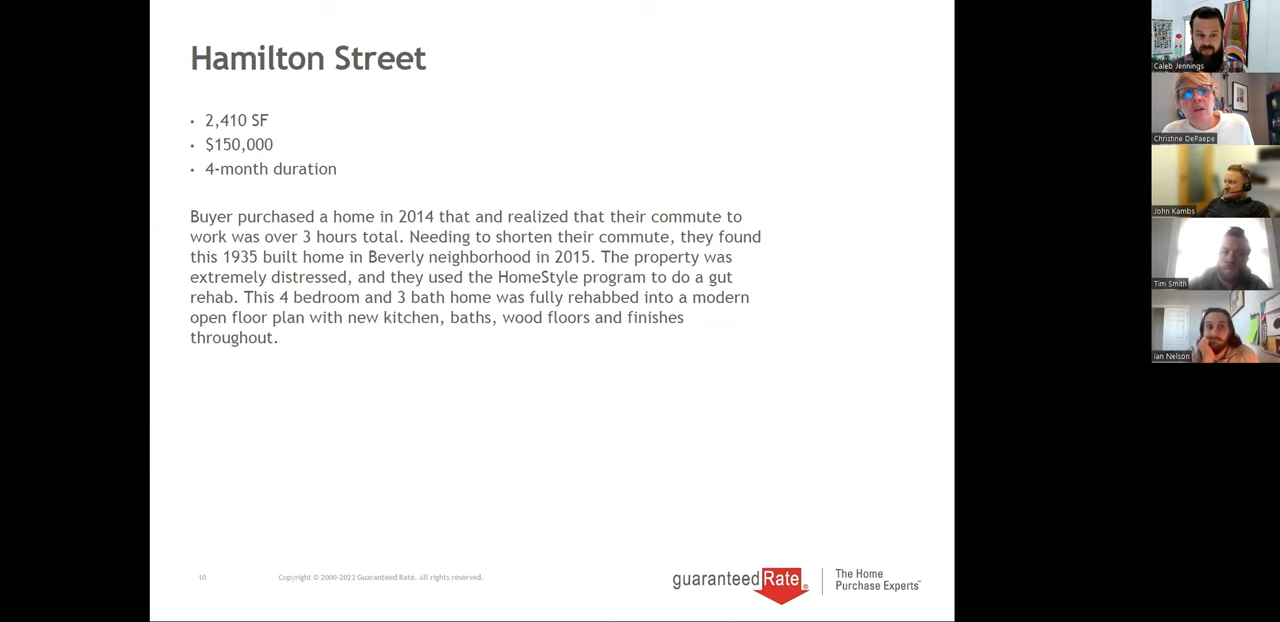 Hamilton Street
• 2,410 SF
• $150,000
• 4-month duration
Buyer purchased a home in 2014 that and realized that their commute to
work was over 3 hours total. Needing to shorten their commute, they found
this 1935 built home in Beverly neighborhood in 2015. The property was
extremely distressed, and they used the HomeStyle program to do a gut
rehab. This 4 bedroom and 3 bath home was fully rehabbed into a modern
open floor plan with new kitchen, baths, wood floors and finishes
throughout.
10
Copyright © 2000-2023 Guaranteed Rate. All rights reserved.
guaranteed Rate®
The Home
Purchase Experts™
Caleb Jennings
Christine DePaepe
John Kambs
Tim Smith
Ian Nelson